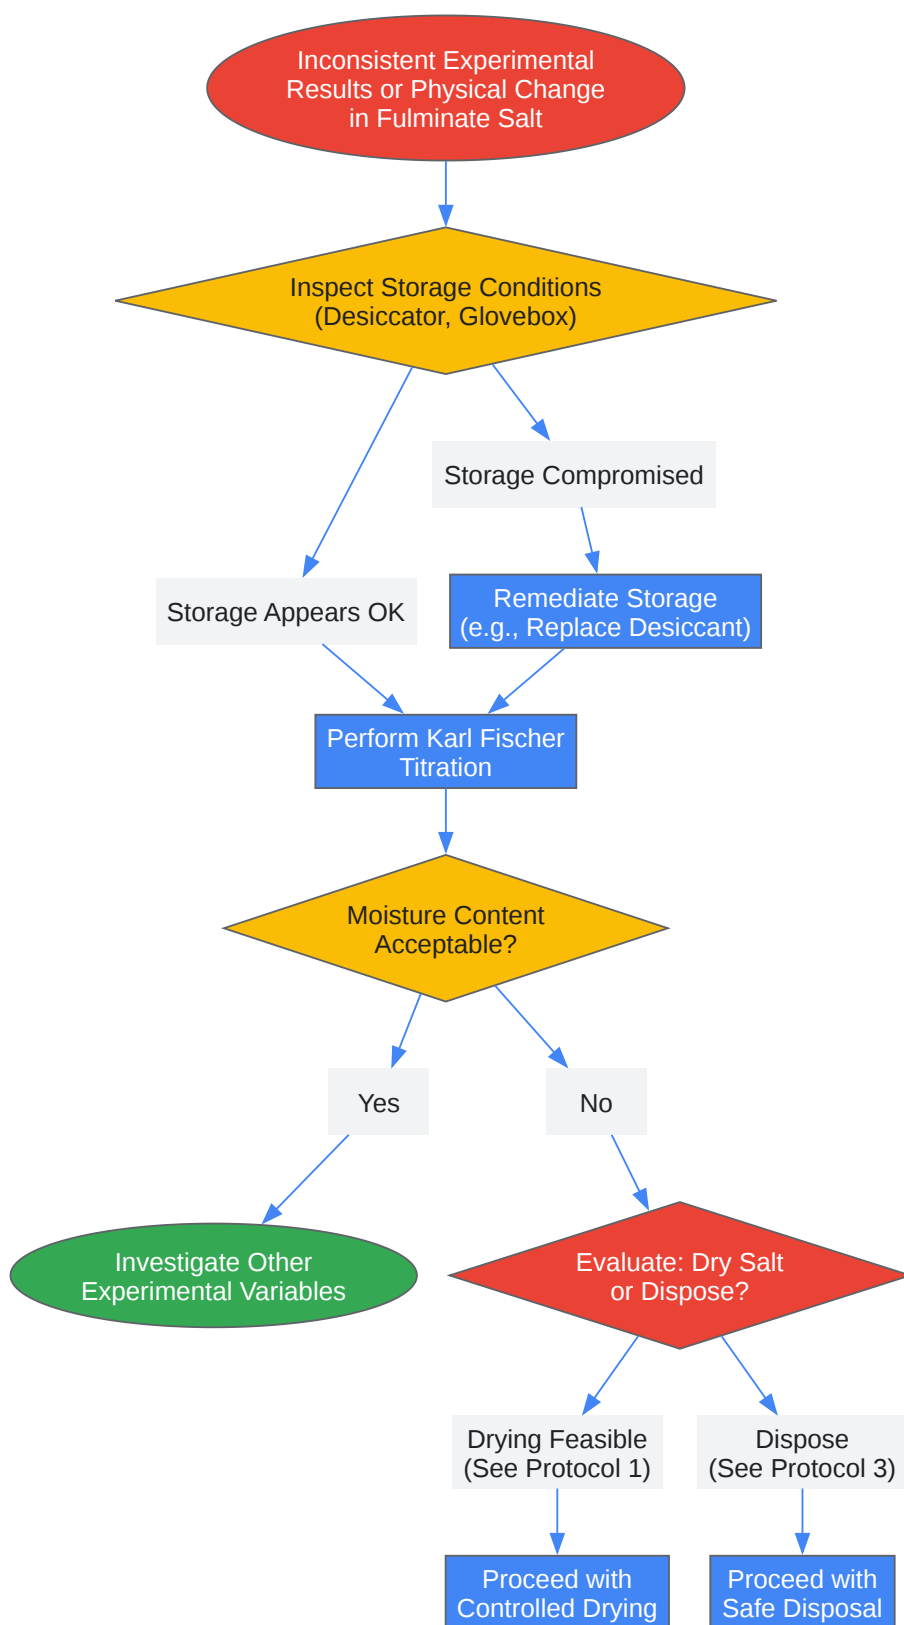 Inconsistent Experimental
Results or Physical Change
in Fulminate Salt
Inspect Storage Conditions
(Desiccator, Glovebox)
Storage Compromised
Storage Appears OK
Remediate Storage
(e.g., Replace Desiccant)
Perform Karl Fischer
Titration
Moisture Content
Acceptable?
Yes
No
Investigate Other
Experimental Variables
Evaluate: Dry Salt
or Dispose?
Drying Feasible
(See Protocol 1)
Dispose
(See Protocol 3)
Proceed with
Controlled Drying
Proceed with
Safe Disposal